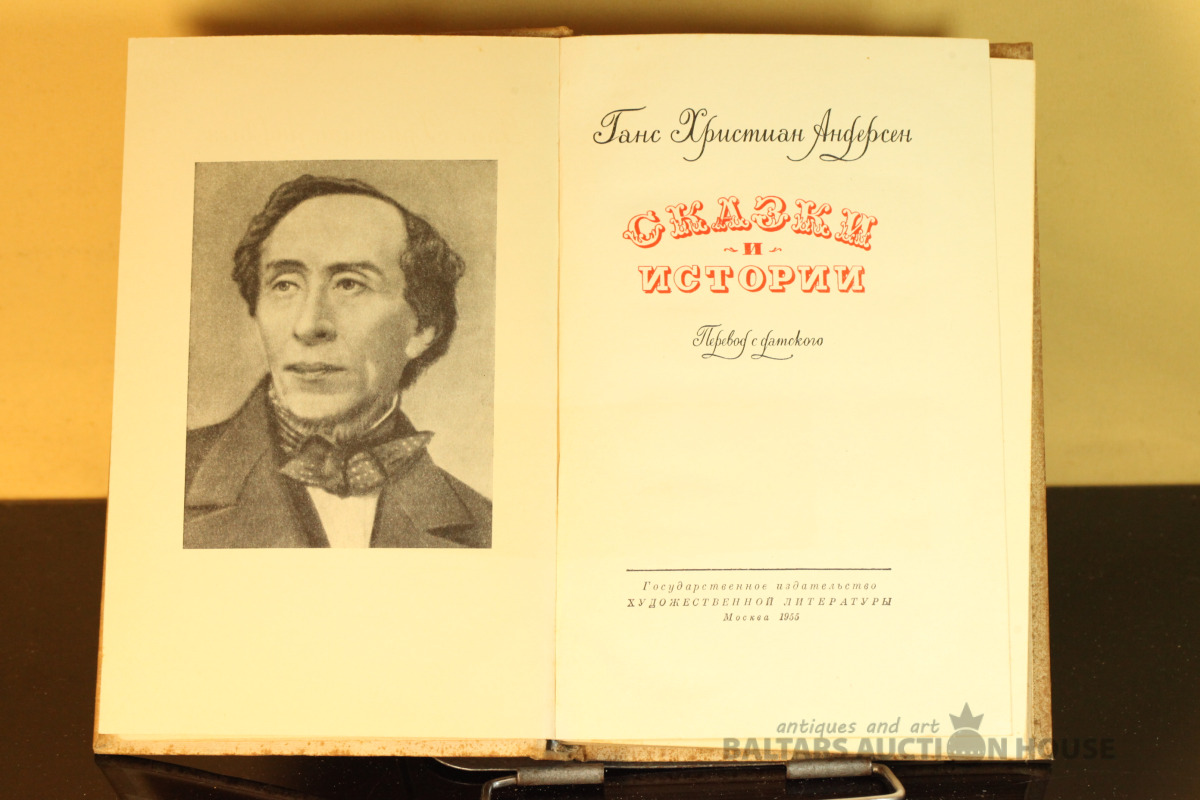 Ганс Христиан Андерсен
СКАЗКИ
~ И ~
ИСТОРИИ
Перевод с датского
Государственное издательство
ХУДОЖЕСТВЕННОЙ ЛИТЕРАТУРЫ
Москва 1955
antiques and art
BALTARS AUCTION HOUSE